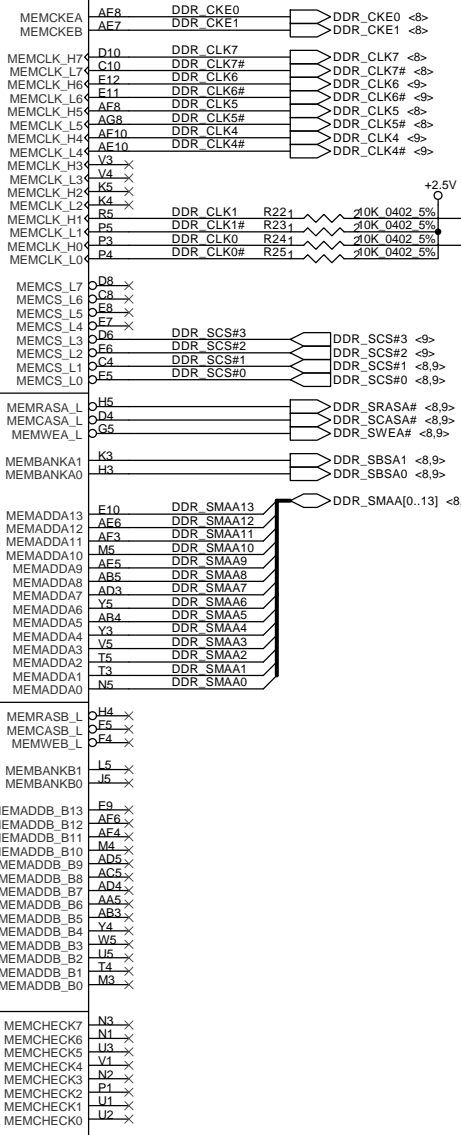 MEMCKEA AE8 DDR_CKE0 DDR_CKE0 <8>
MEMCKEB AE7 DDR_CKE1 DDR_CKE1 <8>
MEMCLK_H7 D10 DDR_CLK7 DDR_CLK7 <8>
MEMCLK_L7 C10 DDR_CLK7# DDR_CLK7# <8>
MEMCLK_H6 E12 DDR_CLK6 DDR_CLK6 <9>
MEMCLK_L6 E11 DDR_CLK6# DDR_CLK6# <9>
MEMCLK_H5 AF8 DDR_CLK5 DDR_CLK5 <8>
MEMCLK_L5 AG8 DDR_CLK5# DDR_CLK5# <8>
MEMCLK_H4 AF10 DDR_CLK4 DDR_CLK4 <9>
MEMCLK_L4 AE10 DDR_CLK4# DDR_CLK4# <9>
MEMCLK_H3 V3
MEMCLK_L3 V4
MEMCLK_H2 K5
MEMCLK_L2 K4
+2.5V
MEMCLK_H1 R5 DDR_CLK1 R22 1 2 10K_0402_5%
MEMCLK_L1 P5 DDR_CLK1# R23 1 2 10K_0402_5%
MEMCLK_H0 P3 DDR_CLK0 R24 1 2 10K_0402_5%
MEMCLK_L0 P4 DDR_CLK0# R25 1 2 10K_0402_5%
MEMCS_L7 D8
MEMCS_L6 C8
MEMCS_L5 E8
MEMCS_L4 E7
MEMCS_L3 D6 DDR_SCS#3 DDR_SCS#3 <9>
MEMCS_L2 E6 DDR_SCS#2 DDR_SCS#2 <9>
MEMCS_L1 C4 DDR_SCS#1 DDR_SCS#1 <8,9>
MEMCS_L0 E5 DDR_SCS#0 DDR_SCS#0 <8,9>
MEMRASA_L H5 DDR_SRASA# <8,9>
MEMCASA_L D4 DDR_SCASA# <8,9>
MEMWEA_L G5 DDR_SWEA# <8,9>
MEMBANKA1 K3 DDR_SBSA1 <8,9>
MEMBANKA0 H3 DDR_SBSA0 <8,9>
DDR_SMAA[0..13] <8,
MEMADDA13 E10 DDR_SMAA13
MEMADDA12 AE6 DDR_SMAA12
MEMADDA11 AF3 DDR_SMAA11
MEMADDA10 M5 DDR_SMAA10
MEMADDA9 AE5 DDR_SMAA9
MEMADDA8 AB5 DDR_SMAA8
MEMADDA7 AD3 DDR_SMAA7
MEMADDA6 Y5 DDR_SMAA6
MEMADDA5 AB4 DDR_SMAA5
MEMADDA4 Y3 DDR_SMAA4
MEMADDA3 V5 DDR_SMAA3
MEMADDA2 T5 DDR_SMAA2
MEMADDA1 T3 DDR_SMAA1
MEMADDA0 N5 DDR_SMAA0
MEMRASB_L H4
MEMCASB_L F5
MEMWEB_L F4
MEMBANKB1 L5
MEMBANKB0 J5
MEMADDB_B13 E9
MEMADDB_B12 AF6
MEMADDB_B11 AF4
MEMADDB_B10 M4
MEMADDB_B9 AD5
MEMADDB_B8 AC5
MEMADDB_B7 AD4
MEMADDB_B6 AA5
MEMADDB_B5 AB3
MEMADDB_B4 Y4
MEMADDB_B3 W5
MEMADDB_B2 U5
MEMADDB_B1 T4
MEMADDB_B0 M3
MEMCHECK7 N3
MEMCHECK6 N1
MEMCHECK5 U3
MEMCHECK4 V1
MEMCHECK3 N2
MEMCHECK2 P1
MEMCHECK1 U1
MEMCHECK0 U2